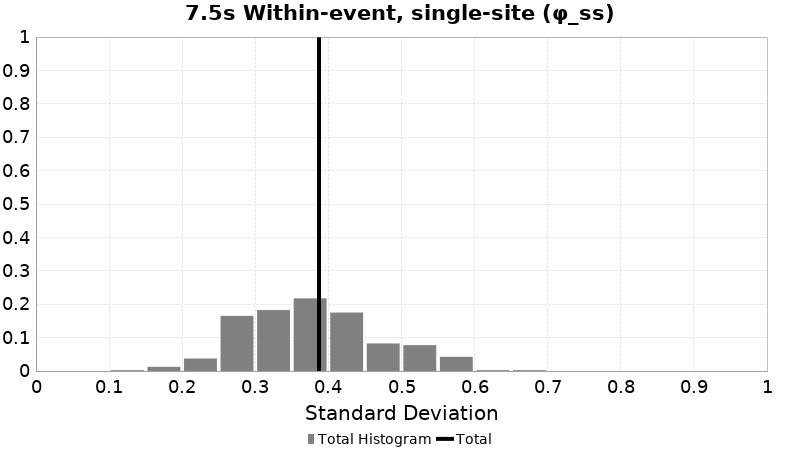 7.5s Within-event, single-site (φ_ss)
1
0.9
0.8
0.7
0.6
0.5
0.4
0.3
0.2
0.1
0
0 0.1 0.2 0.3 0.4 0.5 0.6 0.7 0.8 0.9 1
Standard Deviation
Total Histogram Total